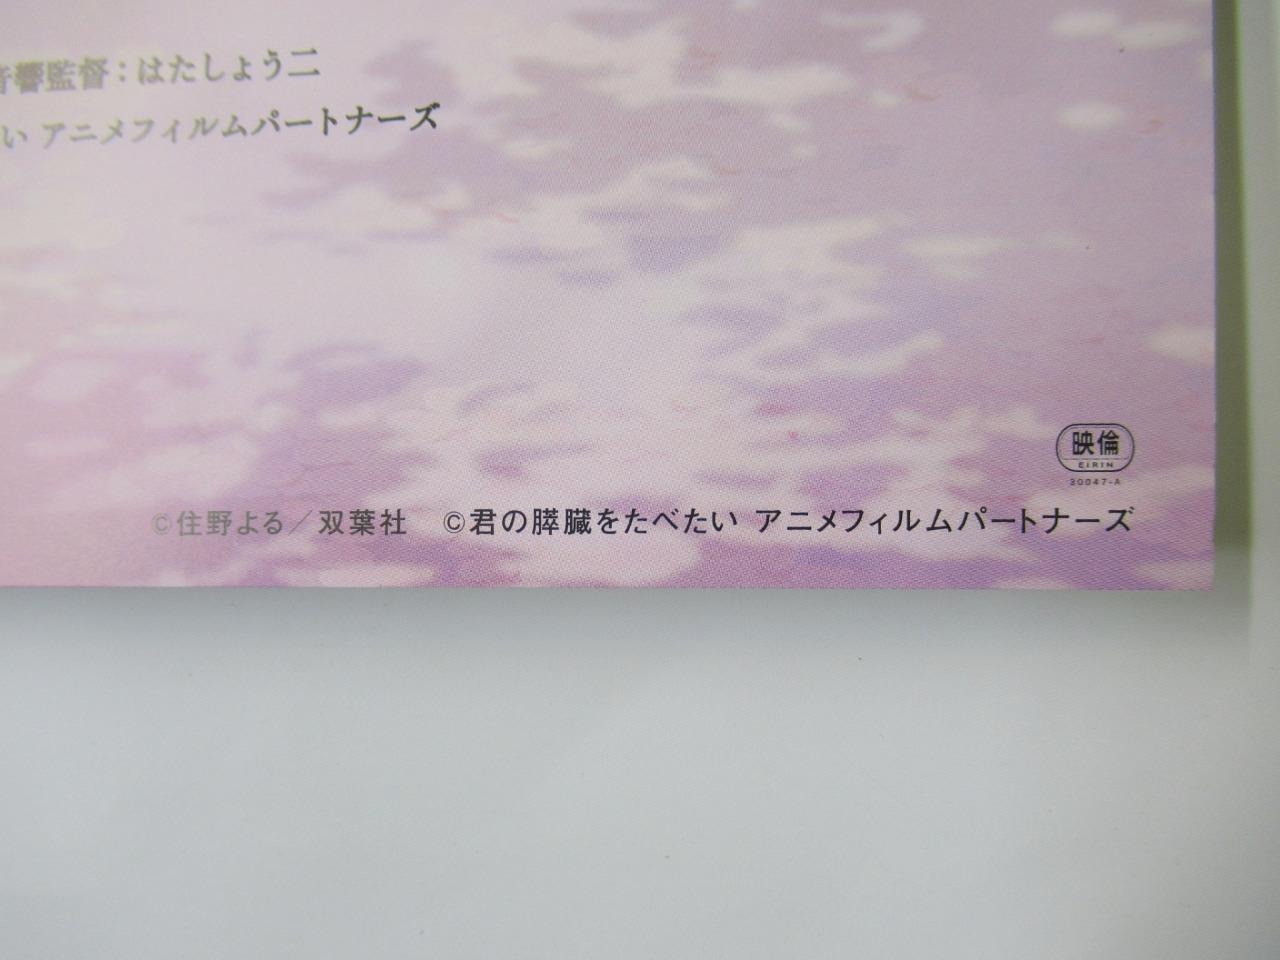 音響監督：はたしょう二
い アニメフィルムパートナーズ
映倫
EIRIN
30047-A
©住野よる／双葉社 ©君の膵臓をたべたい アニメフィルムパートナーズ